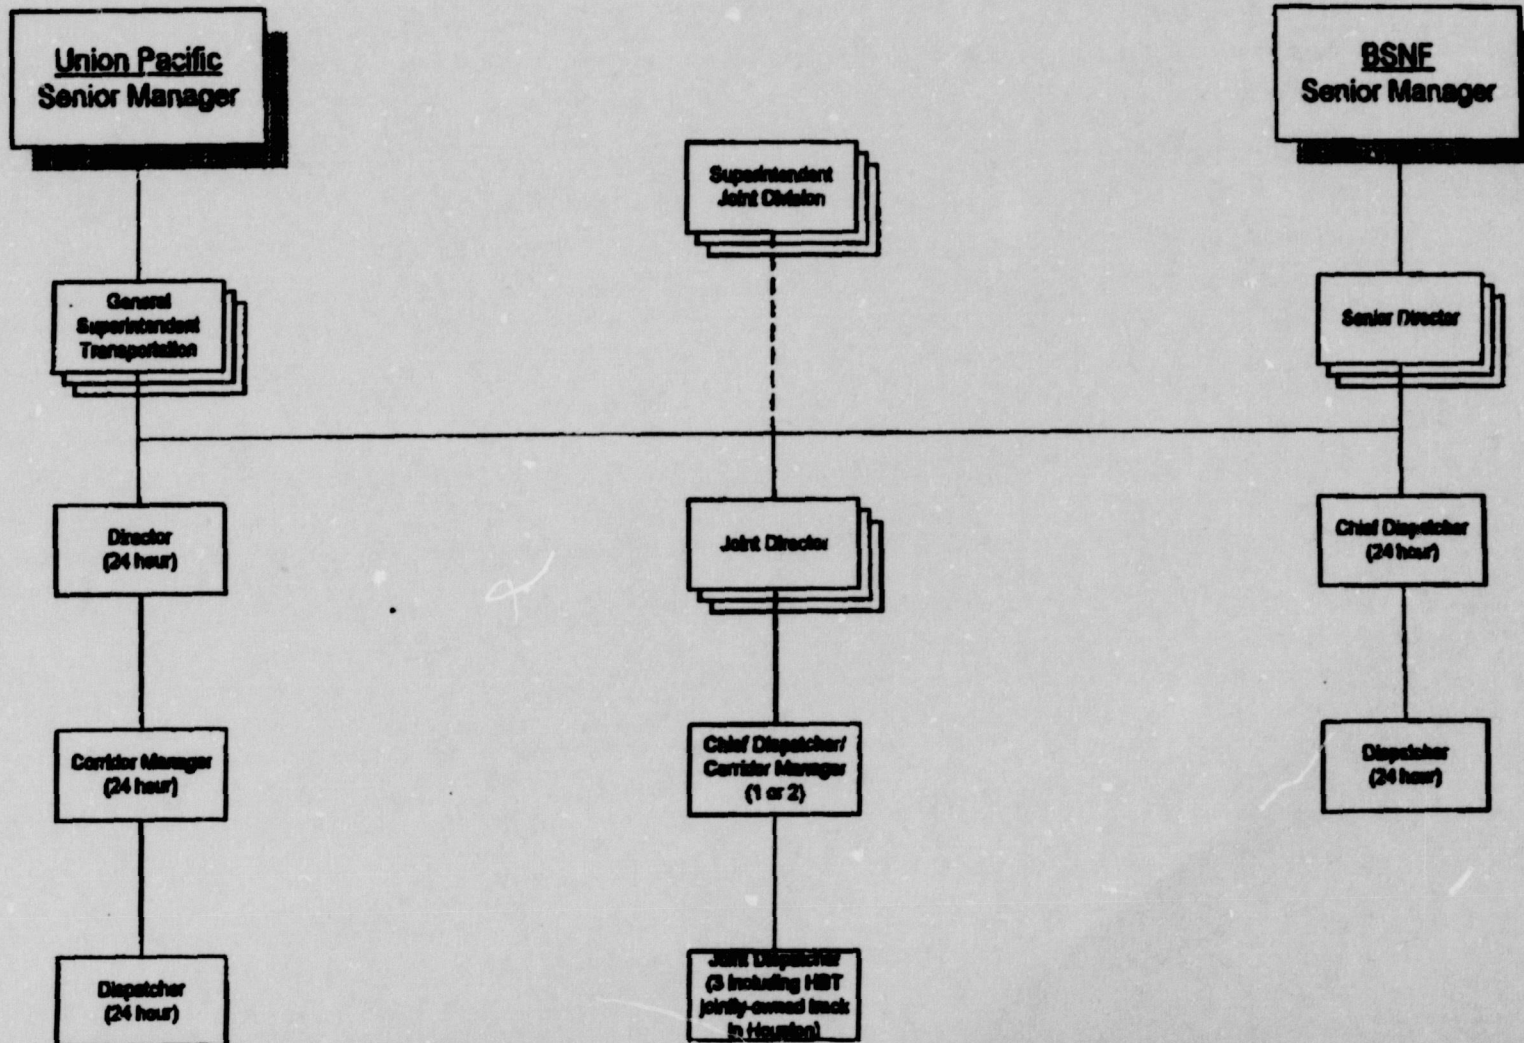 Union Pacific
Senior Manager
BSNF
Senior Manager
Superintendent
Joint Division
General
Superintendent
Transportation
Senior Director
Director
(24 hour)
Joint Director
Chief Dispatcher
(24 hour)
Corridor Manager
(24 hour)
Chief Dispatcher/
Corridor Manager
(1 or 2)
Dispatcher
(24 hour)
Dispatcher
(24 hour)
Joint Dispatcher
(3 including HBT
jointly-owned track
in Houston)